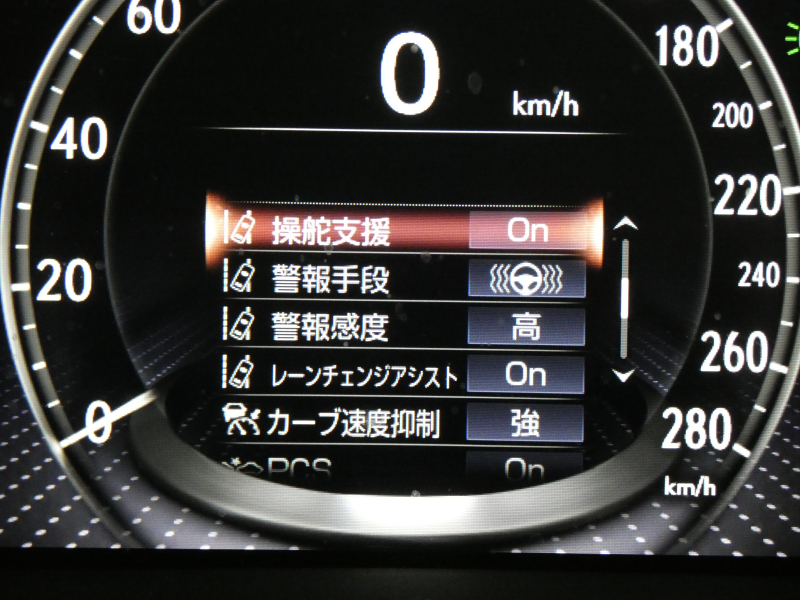 60
0
km/h
180
200
220
240
260
280
km/h
40
20
0
操舵支援 On
警報手段
警報感度 高
レーンチェンジアシスト On
カーブ速度抑制 強
PCS On